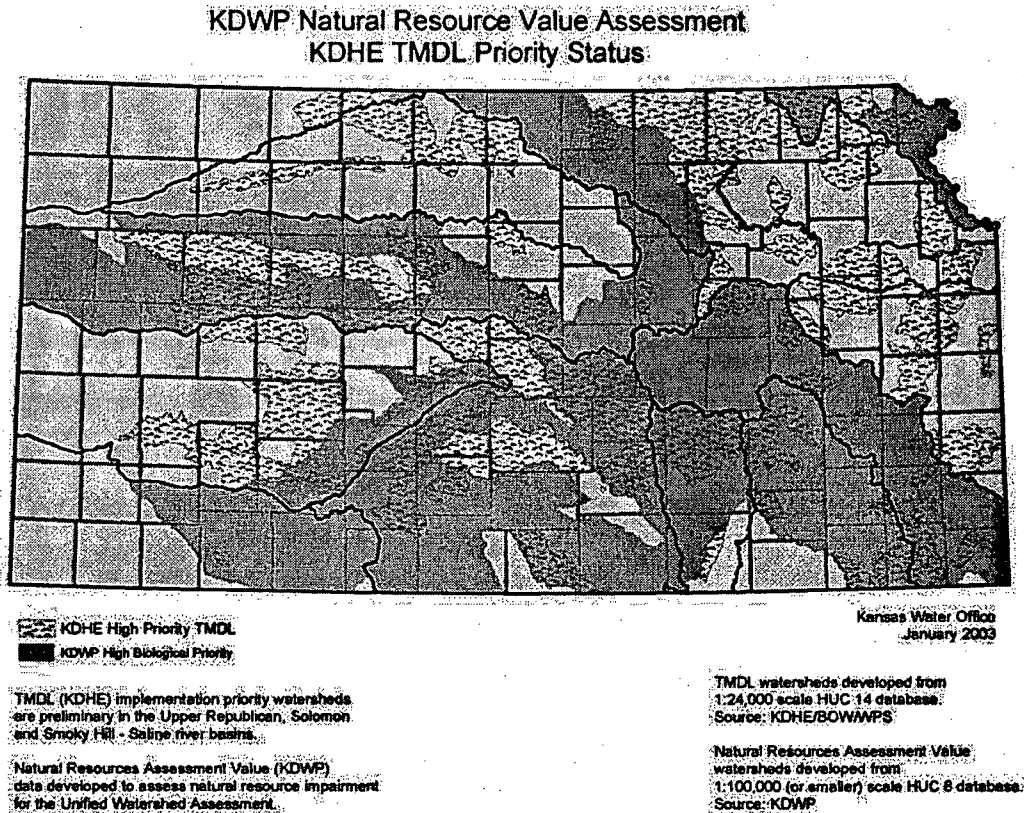 KDWP Natural Resource Value Assessment
KDHE TMDL Priority Status
KDHE High Priority TMDL
KDWP High Biological Priority
Kansas Water Office
January 2003
TMDL (KDHE) implementation priority watersheds
are preliminary in the Upper Republican, Solomon
and Smoky Hill - Saline river basins.
Natural Resources Assessment Value (KDWP)
data developed to assess natural resource impairment
for the Unified Watershed Assessment.
TMDL watersheds developed from
1:24,000 scale HUC 14 database.
Source: KDHE/BOW/WPS
Natural Resources Assessment Value
watersheds developed from
1:100,000 (or smaller) scale HUC 8 database.
Source: KDWP